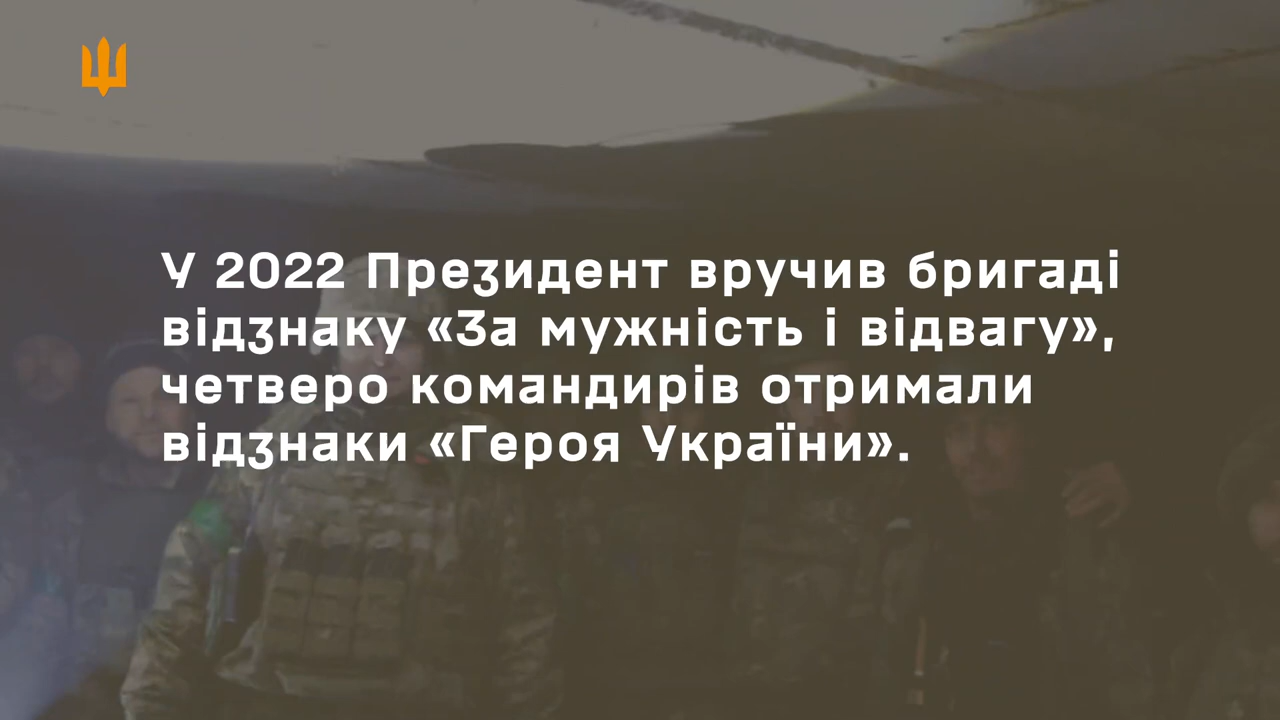 У 2022 Президент вручив бригаді
відзнаку «За мужність і відвагу»,
четверо командирів отримали
відзнаки «Героя України».